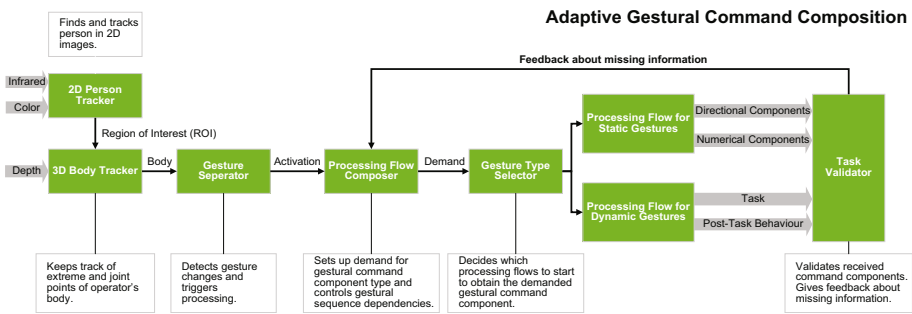 Adaptive Gestural Command Composition
Finds and tracks
person in 2D
images.
Feedback about missing information
Infrared
Color
2D Person
Tracker
Region of Interest (ROI)
Depth
3D Body Tracker
Body
Gesture
Seperator
Activation
Processing Flow
Composer
Demand
Gesture Type
Selector
Processing Flow for
Static Gestures
Directional Components
Numerical Components
Processing Flow for
Dynamic Gestures
Task
Post-Task Behaviour
Task
Validator
Keeps track of
extreme and joint
points of operator's
body.
Detects gesture
changes and
triggers
processing.
Sets up demand for
gestural command
component type and
controls gestural
sequence dependencies.
Decides which
processing flows to start
to obtain the demanded
gestural command
component.
Validates received
command components.
Gives feedback about
missing information.